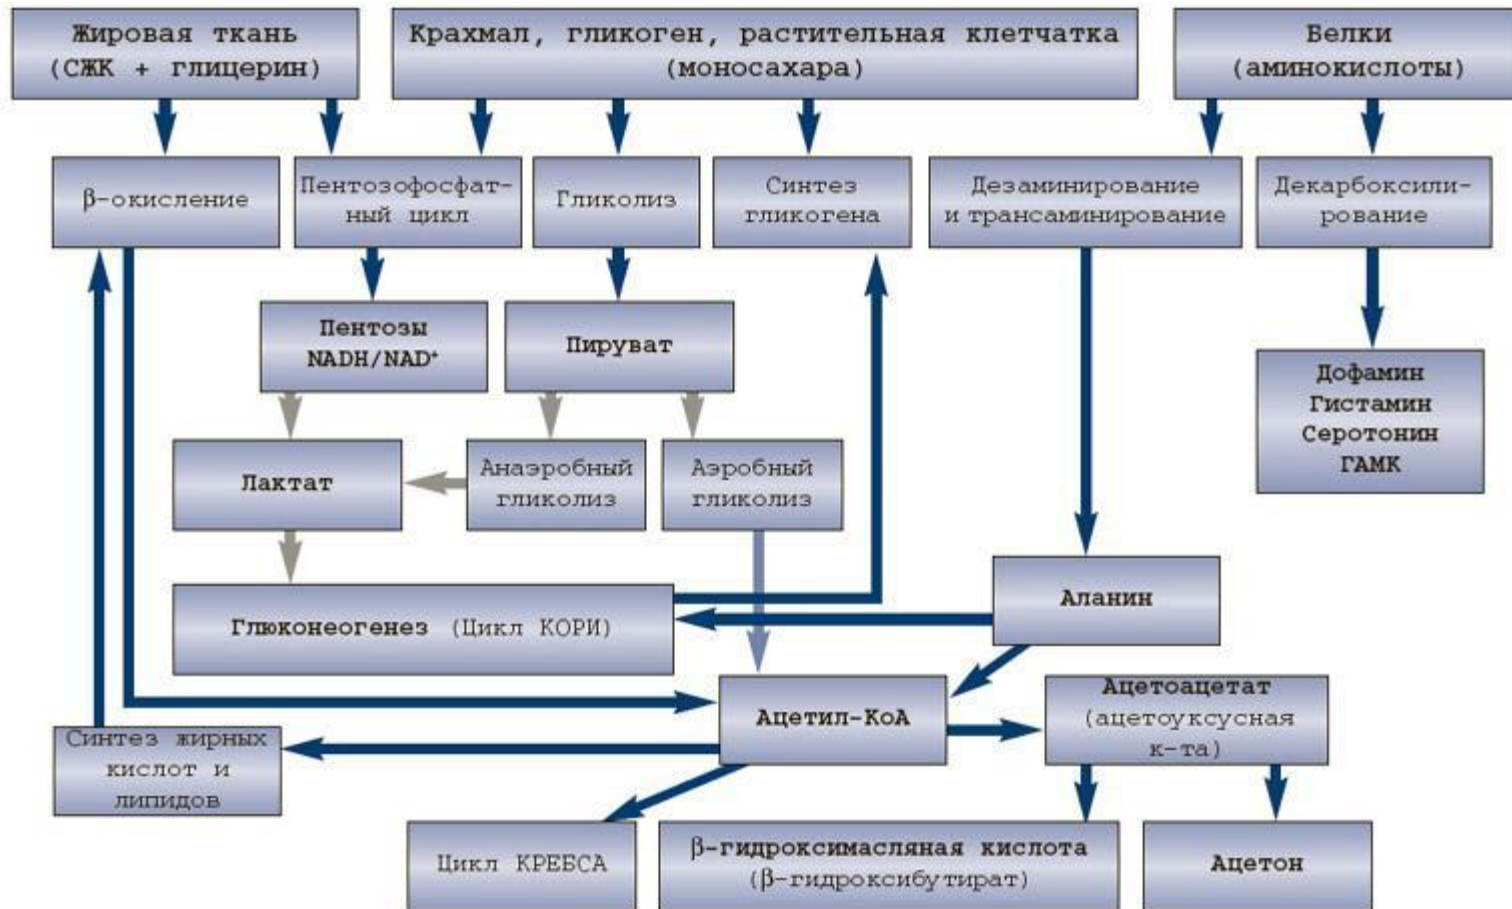 Жировая ткань
(СЖК + глицерин)
Крахмал, гликоген, растительная клетчатка
(моносахара)
Белки
(аминокислоты)
β-окисление
Пентозофосфат-
ный цикл
Гликолиз
Синтез
гликогена
Дезаминирование
и трансаминирование
Декарбоксили-
рование
Пентозы
NADH/NAD⁺
Пируват
Дофамин
Гистамин
Серотонин
ГАМК
Лактат
Анаэробный
гликолиз
Аэробный
гликолиз
Глюконеогенез (Цикл КОРИ)
Аланин
Синтез жирных
кислот и
липидов
Ацетил-КоА
Ацетоацетат
(ацетоуксусная
к-та)
Цикл КРЕБСА
β-гидроксимасляная кислота
(β-гидроксибутират)
Ацетон